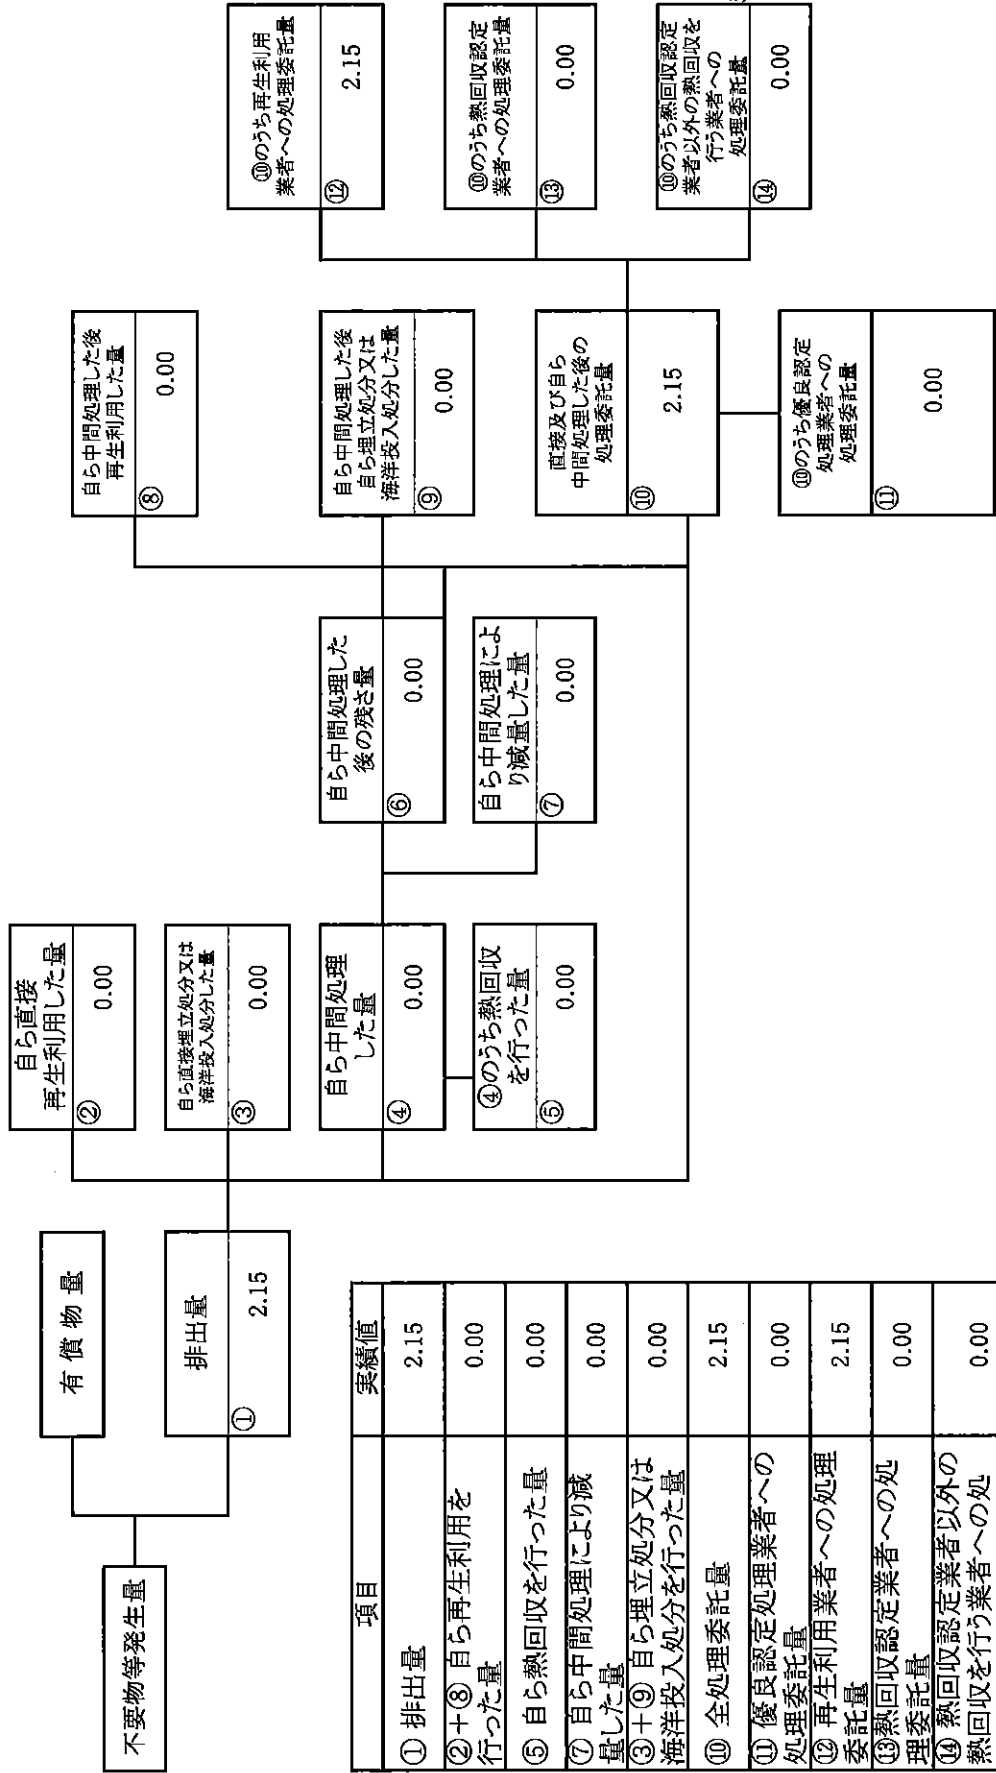 不要物等発生量
有償物量
排出量
① 2.15
自ら直接
再生利用した量
② 0.00
自ら直接埋立処分又は
海洋投入処分した量
③ 0.00
自ら中間処理
した量
④ 0.00
④のうち熱回収
を行った量
⑤ 0.00
自ら中間処理した
後の残さ量
⑥ 0.00
自ら中間処理によ
り減量した量
⑦ 0.00
自ら中間処理した後
再生利用した量
⑧ 0.00
自ら中間処理した後
自ら埋立処分又は
海洋投入処分した量
⑨ 0.00
直接及び自ら
中間処理した後の
処理委託量
⑩ 2.15
⑩のうち優良認定
処理業者への
処理委託量
⑪ 0.00
⑩のうち再生利用
業者への処理委託量
⑫ 2.15
⑩のうち熱回収認定
業者への処理委託量
⑬ 0.00
⑩のうち熱回収認定
業者以外の熱回収を
行う業者への
処理委託量
⑭ 0.00
項目 実績値
① 排出量 2.15
②+⑧ 自ら再生利用を
行った量 0.00
⑤ 自ら熱回収を行った量 0.00
⑦ 自ら中間処理により減
量した量 0.00
③+⑨ 自ら埋立処分又は
海洋投入処分を行った量 0.00
⑩ 全処理委託量 2.15
⑪ 優良認定処理業者への
処理委託量 0.00
⑫ 再生利用業者への処理
委託量 2.15
⑬熱回収認定業者への処
理委託量 0.00
⑭ 熱回収認定業者以外の
熱回収を行う業者への処 0.00